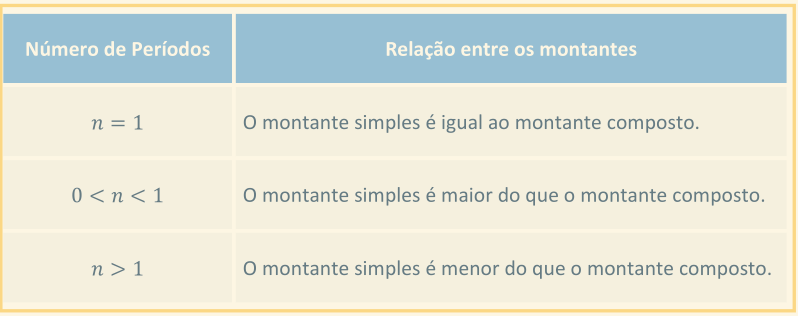 Número de Períodos Relação entre os montantes
n = 1 O montante simples é igual ao montante composto.
0 < n < 1 O montante simples é maior do que o montante composto.
n > 1 O montante simples é menor do que o montante composto.